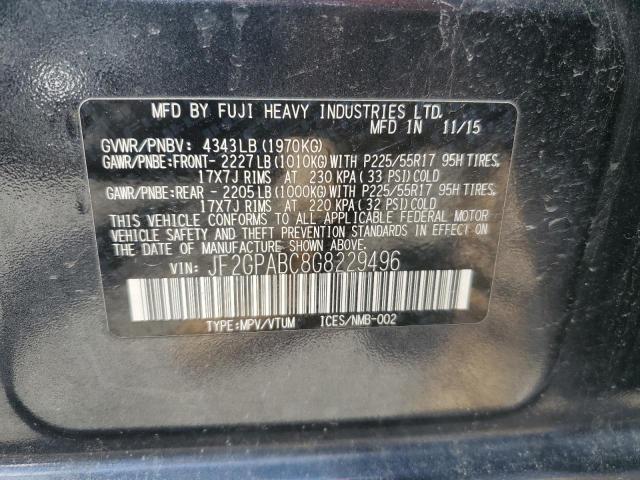 MFD BY FUJI HEAVY INDUSTRIES LTD.
MFD IN 11/15
GVWR/PNBV: 4343LB (1970KG)
GAWR/PNBE:FRONT- 2227LB (1010KG) WITH P225/55R17 95H TIRES,
17X7J RIMS AT 230 KPA (33 PSI) COLD
GAWR/PNBE:REAR - 2205LB (1000KG) WITH P225/55R17 95H TIRES,
17X7J RIMS AT 220 KPA (32 PSI) COLD
THIS VEHICLE CONFORMS TO ALL APPLICABLE FEDERAL MOTOR
VEHICLE SAFETY AND THEFT PREVENTION STANDARDS IN EFFECT
ON THE DATE OF MANUFACTURE SHOWN ABOVE.
VIN: JF2GPABC8G8229496
TYPE:MPV/VTUM ICES/NMB-002